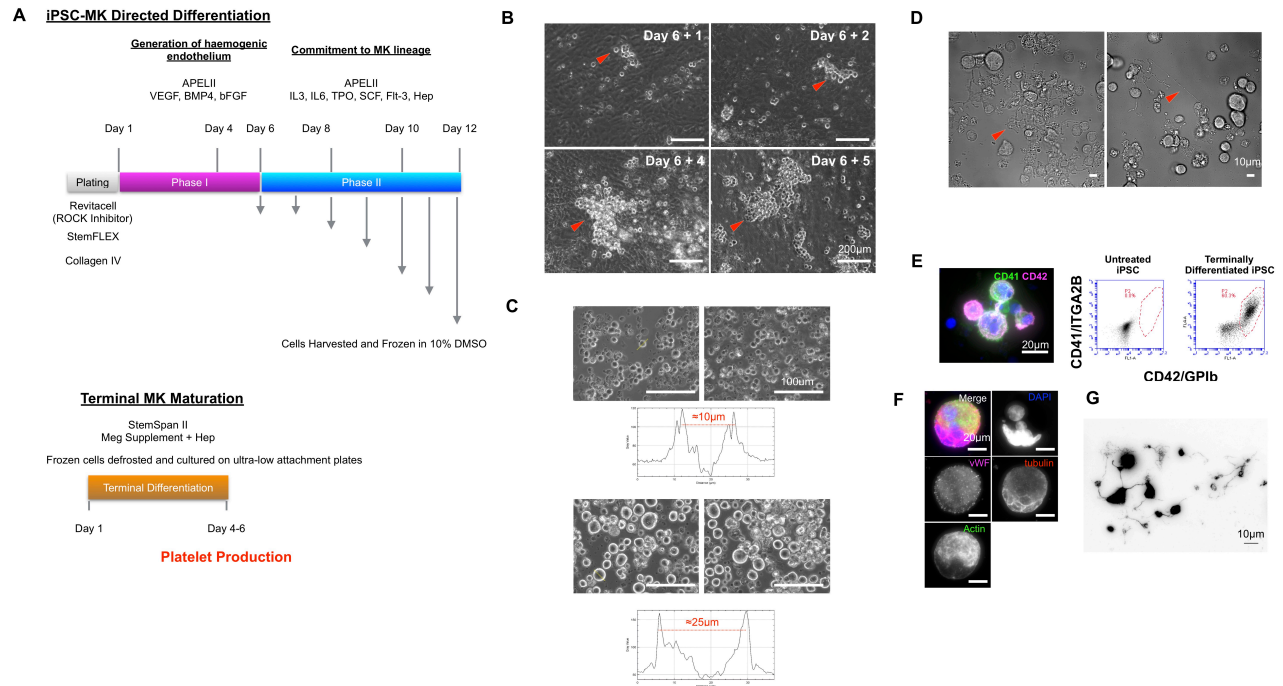 A
iPSC-MK Directed Differentiation
Generation of haemogenic
endothelium
Commitment to MK lineage
APELII
VEGF, BMP4, bFGF
APELII
IL3, IL6, TPO, SCF, Flt-3, Hep
Day 1
Day 4
Day 6
Day 8
Day 10
Day 12
Plating
Phase I
Phase II
Revitacell
(ROCK Inhibitor)
StemFLEX
Collagen IV
Cells Harvested and Frozen in 10% DMSO
Terminal MK Maturation
StemSpan II
Meg Supplement + Hep
Frozen cells defrosted and cultured on ultra-low attachment plates
Terminal Differentiation
Day 1
Day 4-6
Platelet Production
B
Day 6 + 1
Day 6 + 2
Day 6 + 4
Day 6 + 5
200µm
C
100um
≈10µm
≈25um
D
10µm
E
CD41 CD42
20µm
CD41/ITGA2B
Untreated
iPSC
Terminally
Differentiated iPSC
FL1-A
FL1-A
CD42/GPIb
F
Merge
20µm
DAPI
vWF
tubulin
Actin
G
10µm